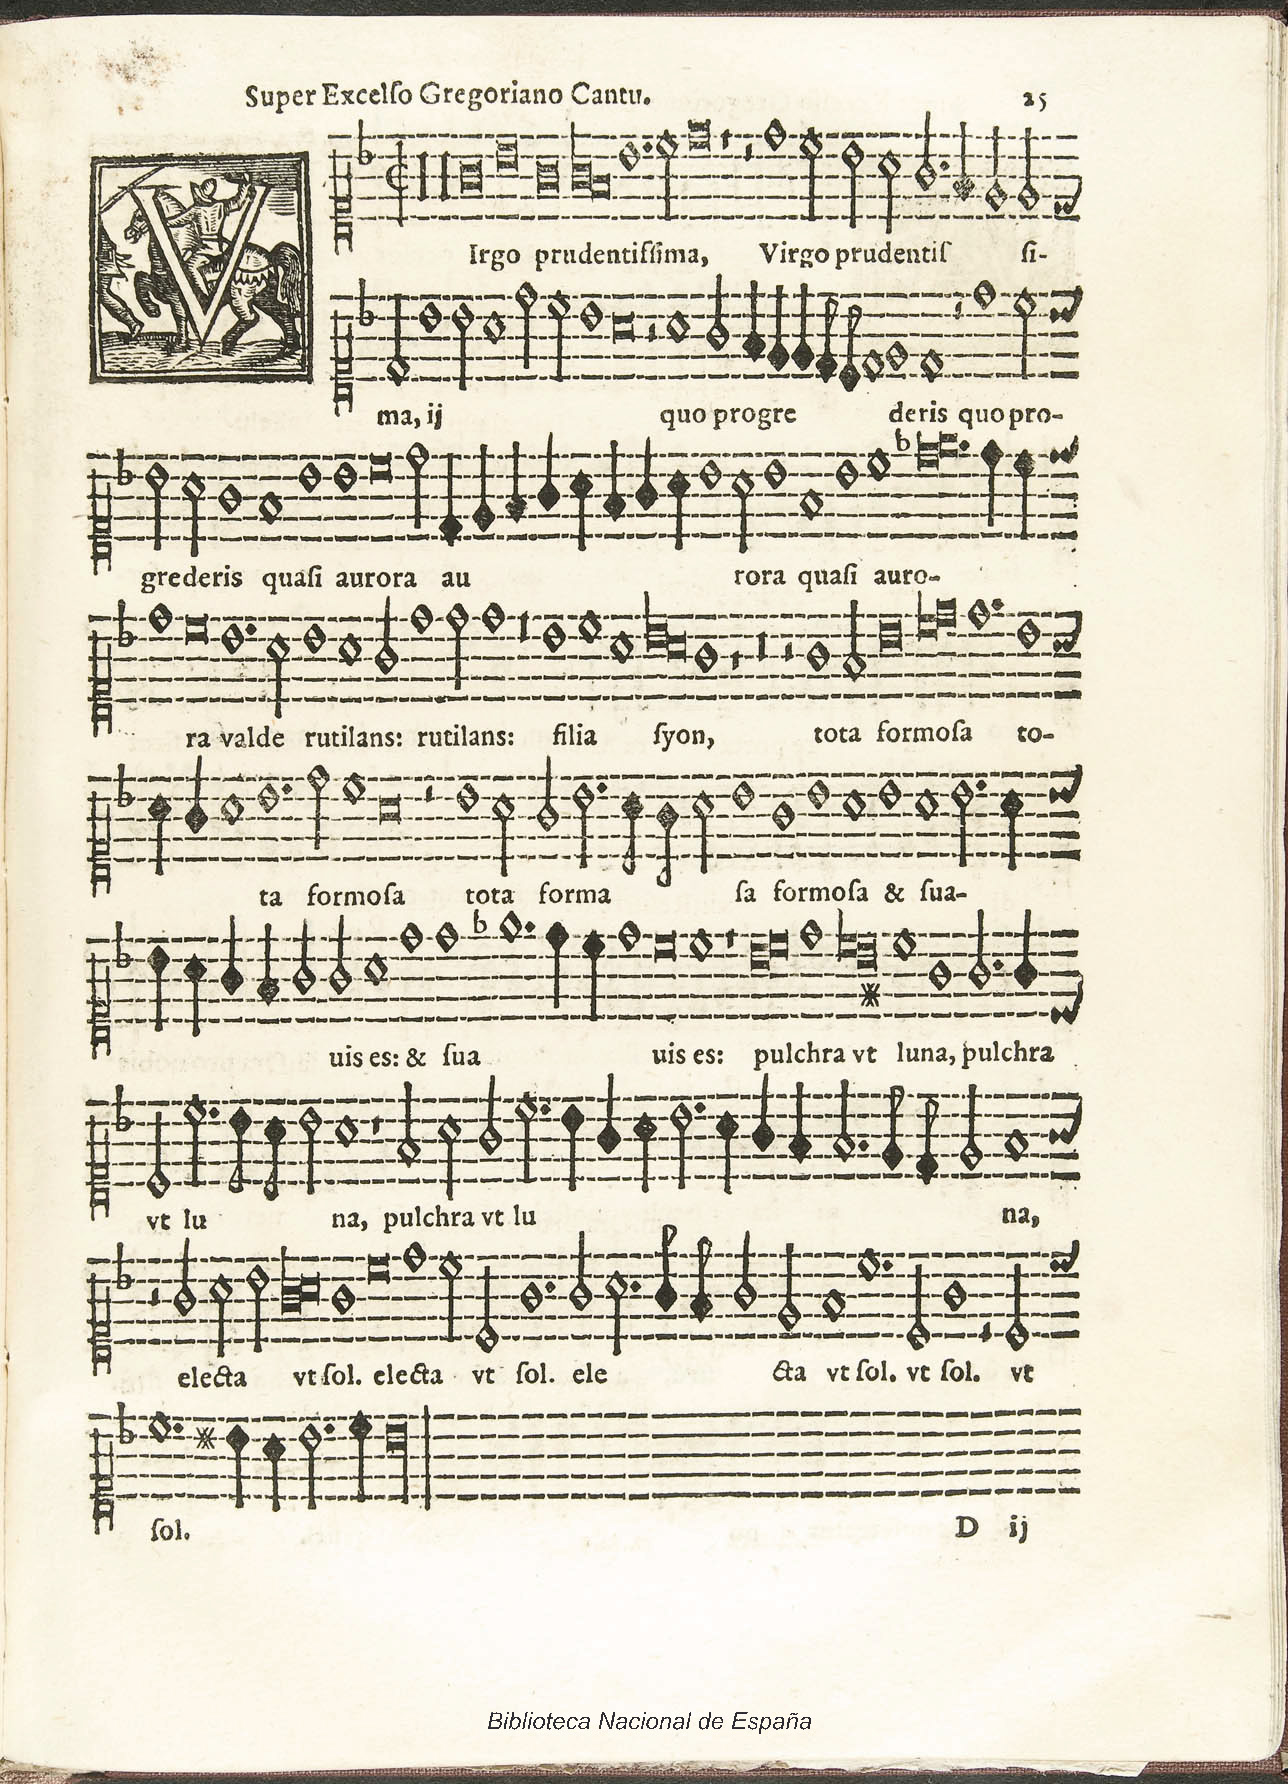 Super Excelſo Gregoriano Cantu. 25
V
Irgo prudentiſſima, Virgo prudentiſ ſi-
ma, ij quo progre deris quo pro-
grederis quaſi aurora au rora quaſi auro-
ra valde rutilans: rutilans: filia ſyon, tota formoſa to-
ta formoſa tota forma ſa formoſa & ſua-
uis es: & ſua uis es: pulchra vt luna, pulchra
vt lu na, pulchra vt lu na,
electa vt ſol. electa vt ſol. ele cta vt ſol. vt ſol. vt
ſol. D ij
Biblioteca Nacional de España